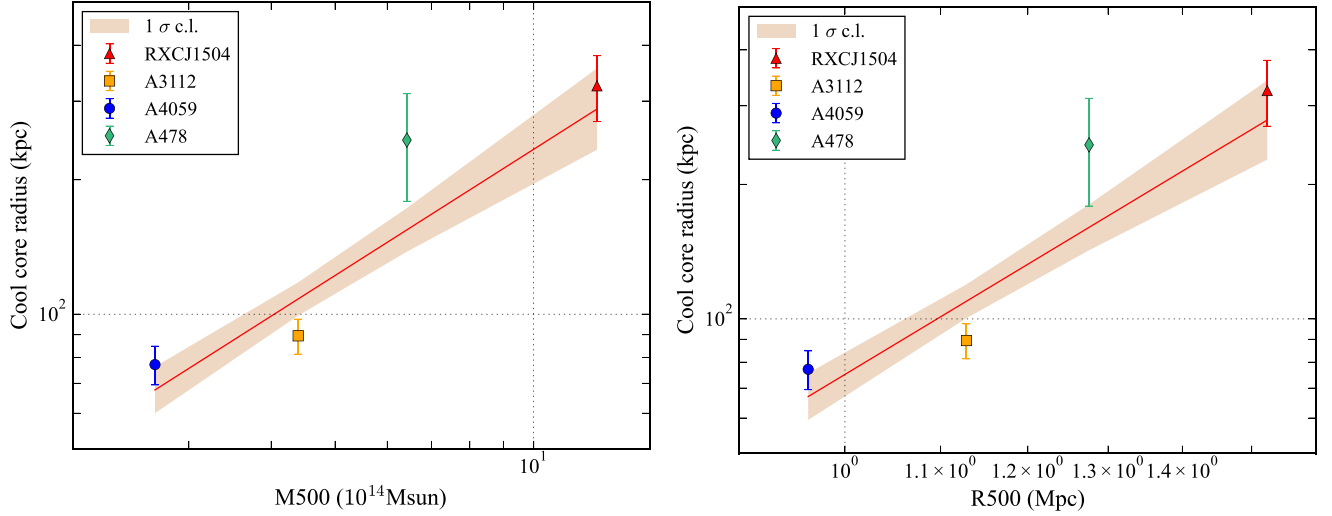 1 σ c.l.
RXCJ1504
A3112
A4059
A478
Cool core radius (kpc)
10²
10¹
M500 (10¹⁴Msun)
1 σ c.l.
RXCJ1504
A3112
A4059
A478
Cool core radius (kpc)
10²
10⁰ 1.1 × 10⁰ 1.2 × 10⁰ 1.3 × 10⁰ 1.4 × 10⁰
R500 (Mpc)